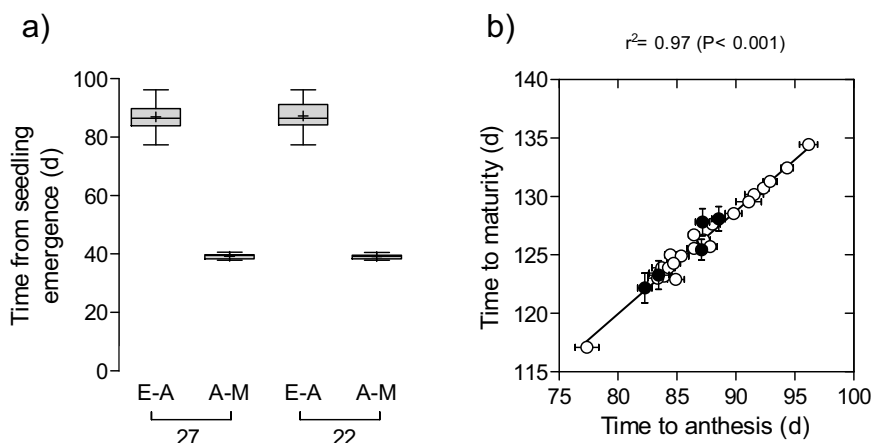 a)
Time from seedling
emergence (d)
100
80
60
40
20
0
E-A A-M E-A A-M
27 22
b)
r²= 0.97 (P< 0.001)
Time to maturity (d)
140
135
130
125
120
115
75 80 85 90 95 100
Time to anthesis (d)